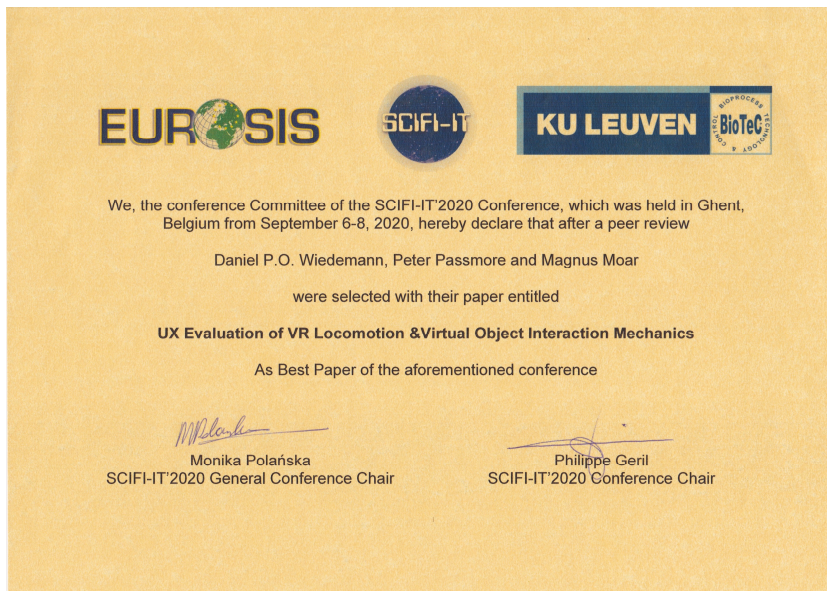 EUROSIS
SCIFI-IT
KU LEUVEN
BIOPROCESS TECHNOLOGY & CONTROL
BioTeC
We, the conference Committee of the SCIFI-IT'2020 Conference, which was held in Ghent,
Belgium from September 6-8, 2020, hereby declare that after a peer review
Daniel P.O. Wiedemann, Peter Passmore and Magnus Moar
were selected with their paper entitled
UX Evaluation of VR Locomotion &Virtual Object Interaction Mechanics
As Best Paper of the aforementioned conference
Monika Polańska
SCIFI-IT'2020 General Conference Chair
Philippe Geril
SCIFI-IT'2020 Conference Chair